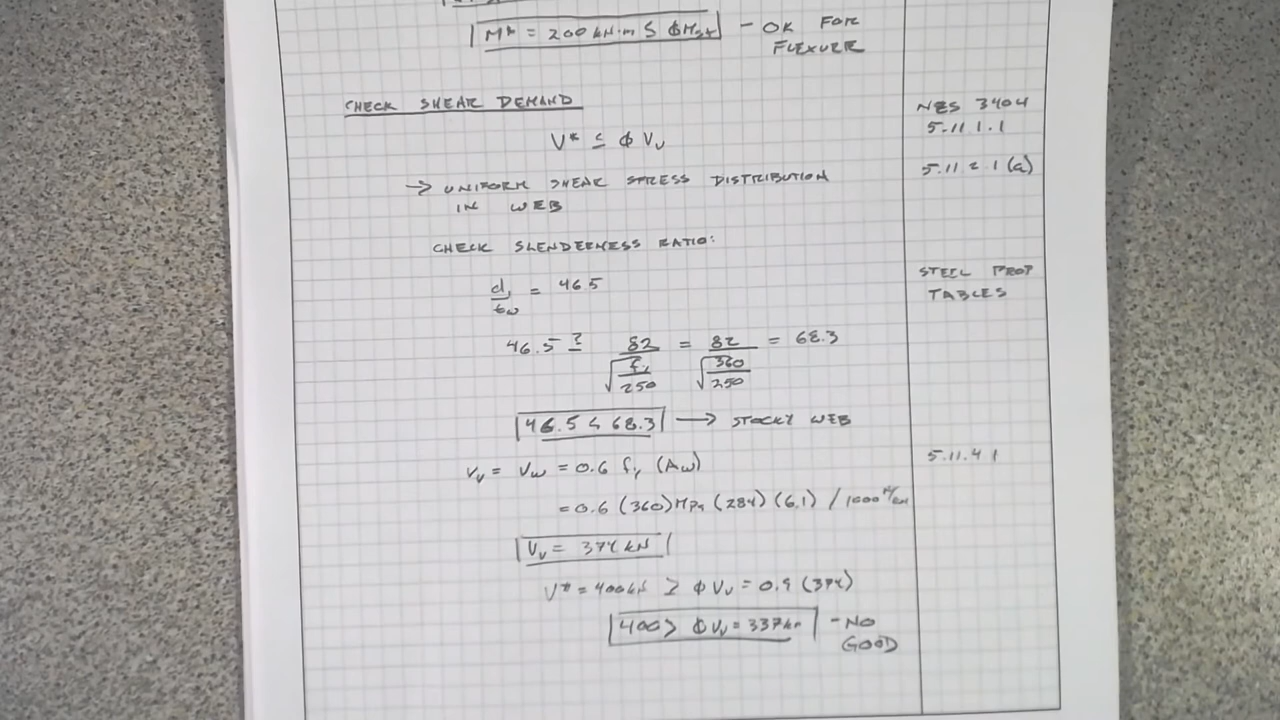 M* = 200 kN·m ≤ ϕMsx - OK FOR
FLEXURE
CHECK SHEAR DEMAND
NZS 3404
5.11.1.1
V* ≤ ϕ Vv
5.11.2.1(a)
→ UNIFORM SHEAR STRESS DISTRIBUTION
IN WEB
CHECK SLENDERNESS RATIO:
STEEL PROP
TABLES
d1/tw = 46.5
46.5 ? 82/√(fy/250) = 82/√(360/250) = 68.3
46.5 < 68.3 → STOCKY WEB
5.11.4.1
Vv = Vw = 0.6 fy (Aw)
= 0.6 (360) MPa (284)(6.1) / 1000 N/kN
Vv = 374 kN
V* = 400 kN ≥ ϕ Vv = 0.9 (374)
400 > ϕ Vv = 337 kN - NO
GOOD